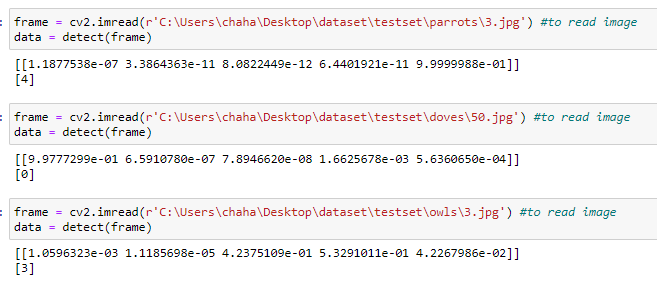 : frame = cv2.imread(r'C:\Users\chaha\Desktop\dataset\testset\parrots\3.jpg') #to read image
data = detect(frame)
[[1.1877538e-07 3.3864363e-11 8.0822449e-12 6.4401921e-11 9.9999988e-01]]
[4]
: frame = cv2.imread(r'C:\Users\chaha\Desktop\dataset\testset\doves\50.jpg') #to read image
data = detect(frame)
[[9.9777299e-01 6.5910780e-07 7.8946620e-08 1.6625678e-03 5.6360650e-04]]
[0]
: frame = cv2.imread(r'C:\Users\chaha\Desktop\dataset\testset\owls\3.jpg') #to read image
data = detect(frame)
[[1.0596323e-03 1.1185698e-05 4.2375109e-01 5.3291011e-01 4.2267986e-02]]
[3]